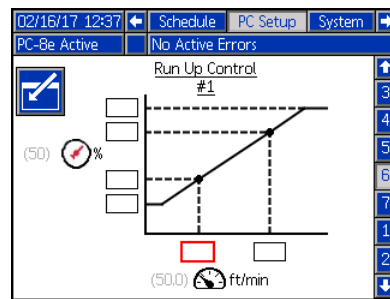 02/16/17 12:37 Schedule PC Setup System
PC-8e Active No Active Errors
Run Up Control
#1
3
4
5
(50) %
6
7
1
2
(50.0) ft/min